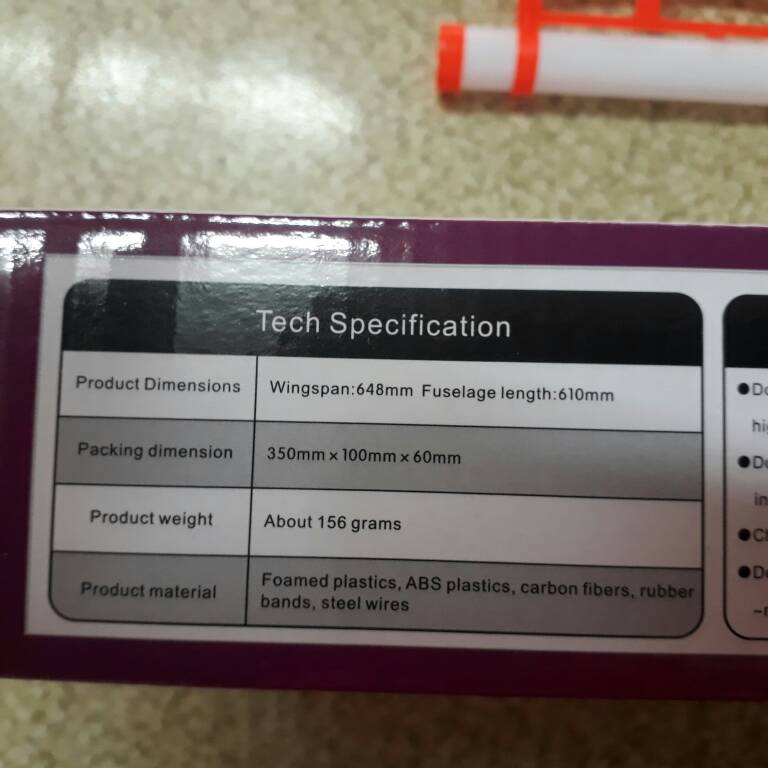 Tech Specification
Product Dimensions Wingspan:648mm Fuselage length:610mm
Packing dimension 350mm × 100mm × 60mm
Product weight About 156 grams
Product material Foamed plastics, ABS plastics, carbon fibers, rubber
bands, steel wires